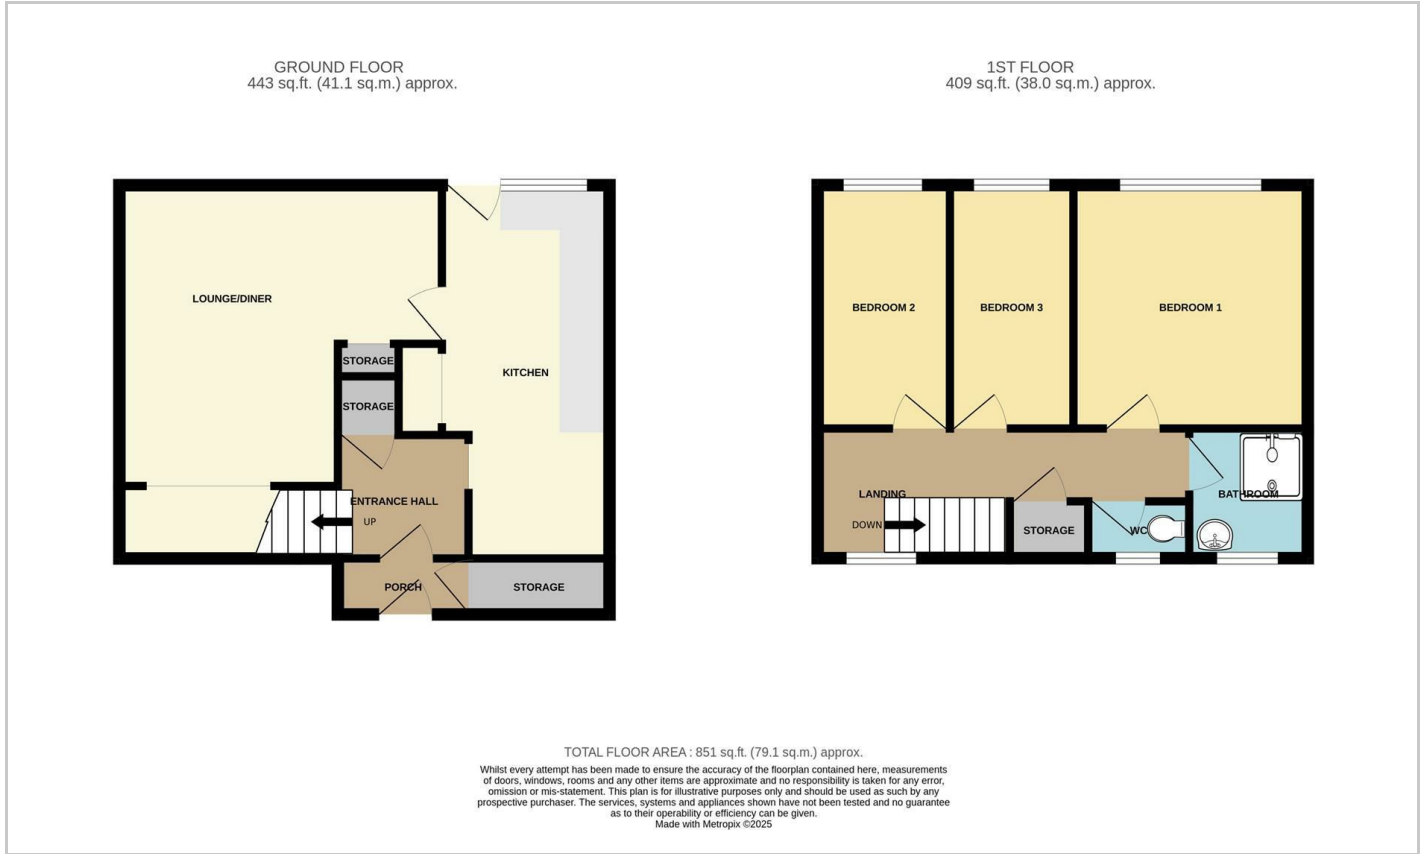 GROUND FLOOR
443 sq.ft. (41.1 sq.m.) approx.
LOUNGE/DINER
STORAGE
STORAGE
KITCHEN
ENTRANCE HALL
UP
PORCH
STORAGE
1ST FLOOR
409 sq.ft. (38.0 sq.m.) approx.
BEDROOM 2
BEDROOM 3
BEDROOM 1
LANDING
BATHROOM
DOWN
STORAGE
WC
TOTAL FLOOR AREA : 851 sq.ft. (79.1 sq.m.) approx.
Whilst every attempt has been made to ensure the accuracy of the floorplan contained here, measurements
of doors, windows, rooms and any other items are approximate and no responsibility is taken for any error,
omission or mis-statement. This plan is for illustrative purposes only and should be used as such by any
prospective purchaser. The services, systems and appliances shown have not been tested and no guarantee
as to their operability or efficiency can be given.
Made with Metropix ©2025